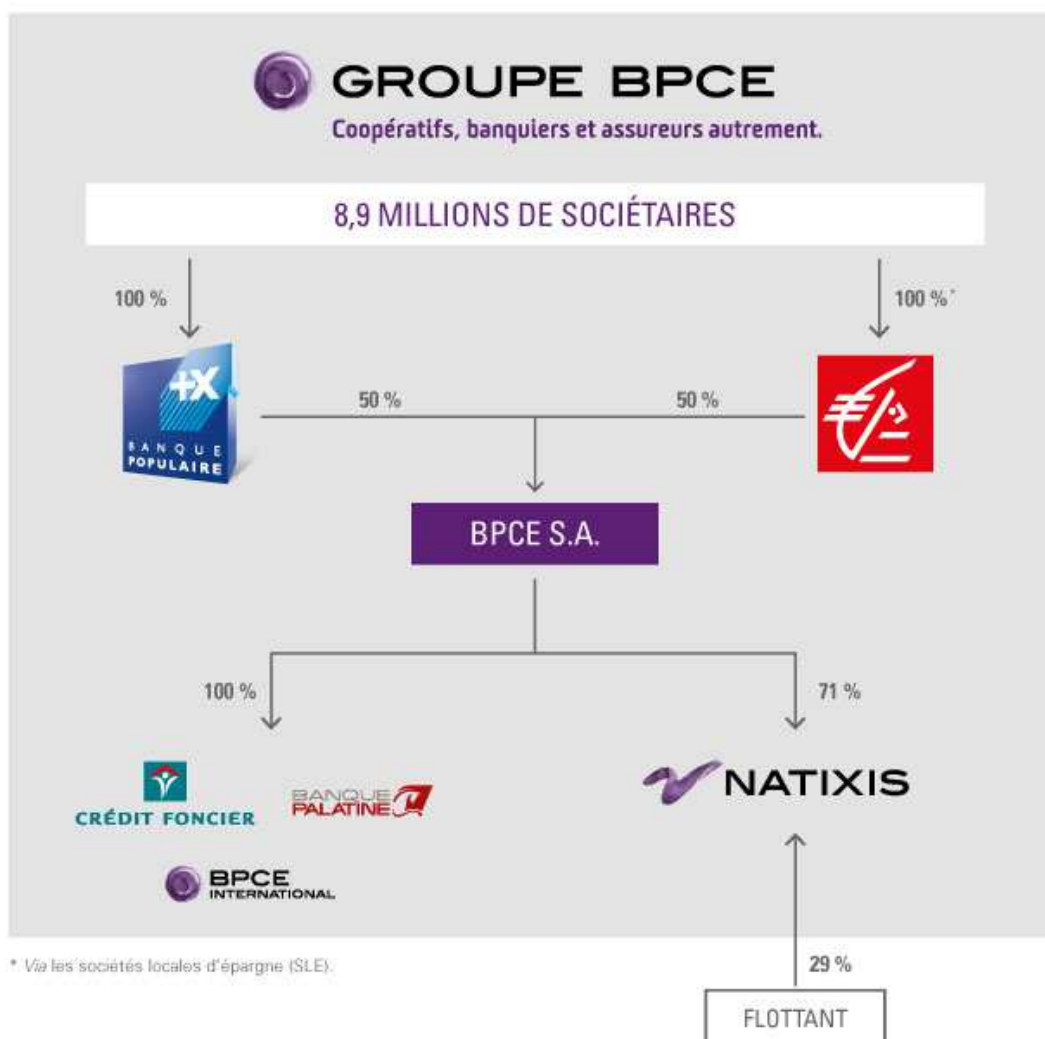 GROUPE BPCE
Coopératifs, banquiers et assureurs autrement.
8,9 MILLIONS DE SOCIÉTAIRES
100 %
100 %*
+X
BANQUE
POPULAIRE
50 %
50 %
BPCE S.A.
100 %
71 %
CRÉDIT FONCIER
BANQUE
PALATINE
NATIXIS
BPCE
INTERNATIONAL
* Via les sociétés locales d'épargne (SLE).
29 %
FLOTTANT